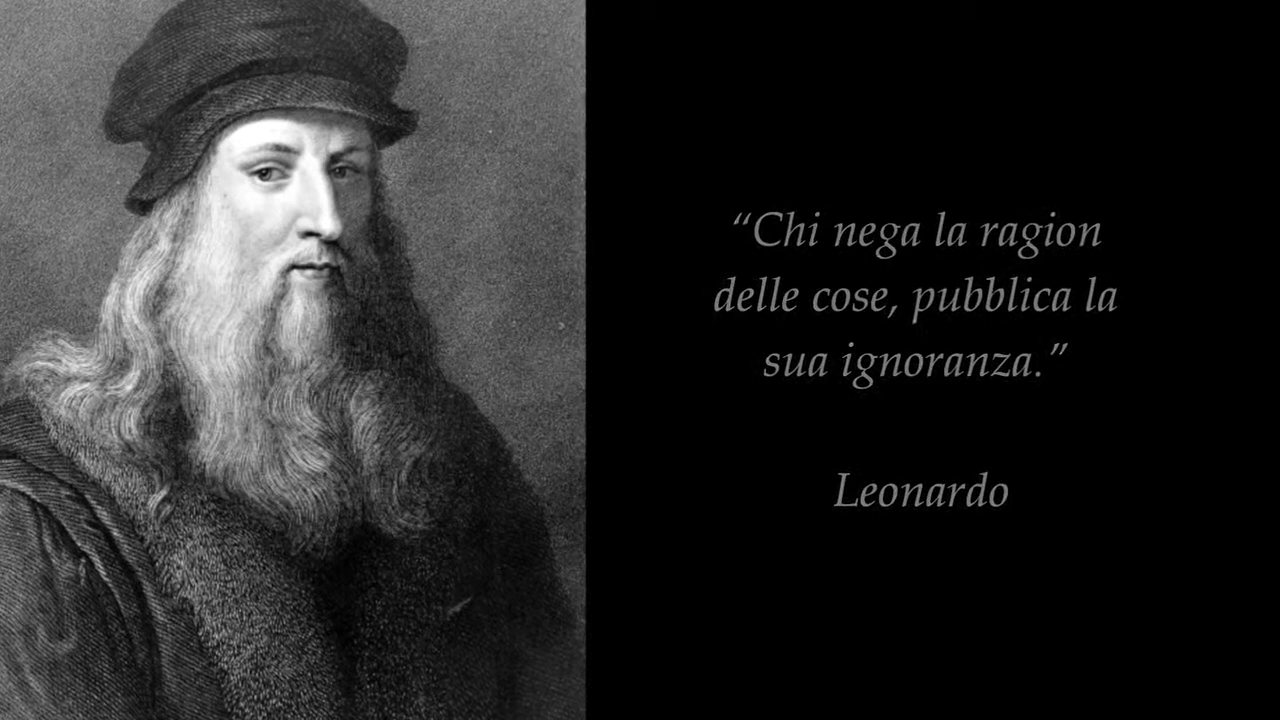 “Chi nega la ragion
delle cose, pubblica la
sua ignoranza.”
Leonardo